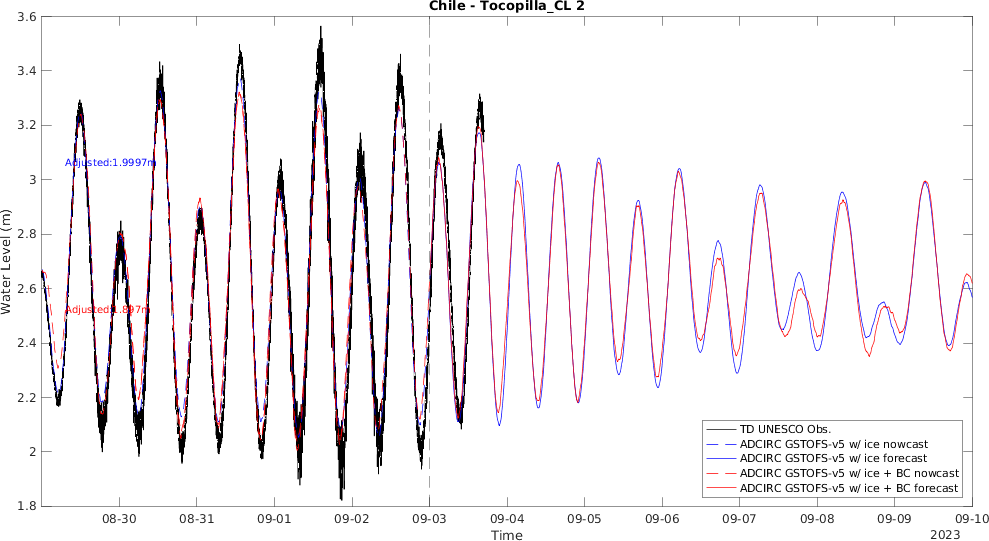 Chile - Tocopilla_CL 2
Water Level (m)
3.6
3.4
3.2
3
2.8
2.6
2.4
2.2
2
1.8
Adjusted:1.9997m
Adjusted:1.897m
TD UNESCO Obs.
ADCIRC GSTOFS-v5 w/ ice nowcast
ADCIRC GSTOFS-v5 w/ ice forecast
ADCIRC GSTOFS-v5 w/ ice + BC nowcast
ADCIRC GSTOFS-v5 w/ ice + BC forecast
08-30 08-31 09-01 09-02 09-03 09-04 09-05 09-06 09-07 09-08 09-09 09-10
Time
2023